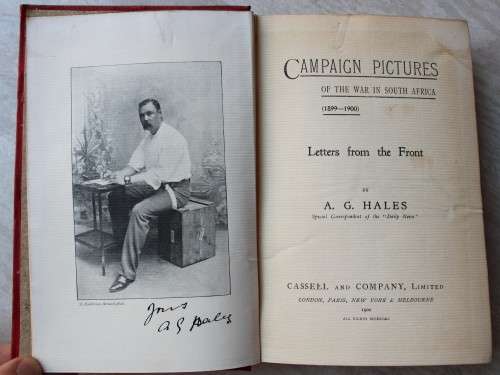 Yours
A G Hales
CAMPAIGN PICTURES
OF THE WAR IN SOUTH AFRICA
(1899—1900)
Letters from the Front
BY
A. G. HALES
Special Correspondent of the "Daily News"
CASSELL AND COMPANY, LIMITED
LONDON, PARIS, NEW YORK & MELBOURNE
1900
ALL RIGHTS RESERVED